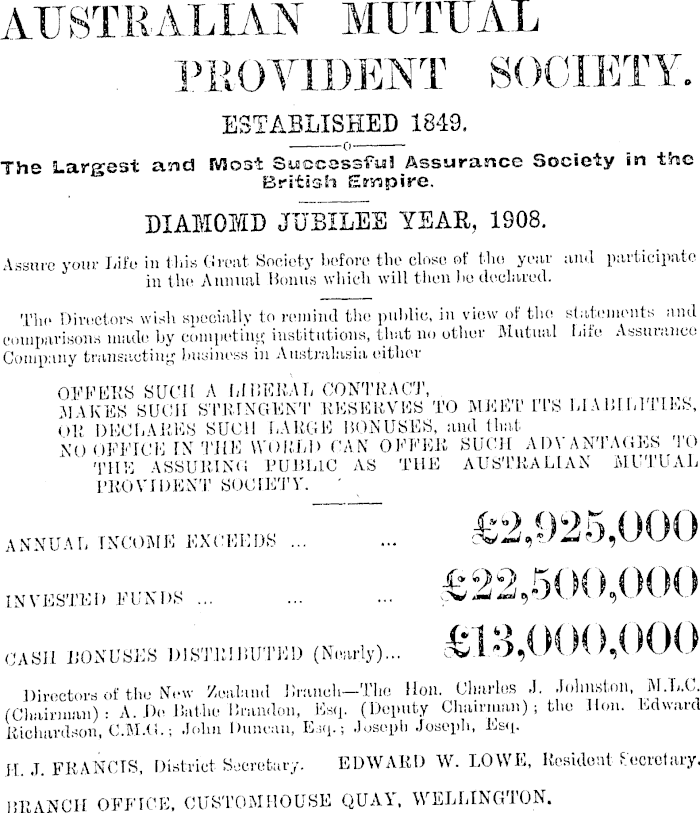 AUSTRALIAN MUTUAL
PROVIDENT SOCIETY.
ESTABLISHED 1849.
The Largest and Most Successful Assurance Society in the
British Empire.
DIAMOMD JUBILEE YEAR, 1908.
Assure your Life in this Great Society before the close of the year and participate
in the Annual Bonus which will then be declared.
The Directors wish specially to remind the public, in view of the statements and
comparisons made by competing institutions, that no other Mutual Life Assurance
Company transacting business in Australasia either
OFFERS SUCH A LIBERAL CONTRACT,
MAKES SUCH STRINGENT RESERVES TO MEET ITS LIABILITIES,
OR DECLARES SUCH LARGE BONUSES, and that
NO OFFICE IN THE WORLD CAN OFFER SUCH ADVANTAGES TO
THE ASSURING PUBLIC AS THE AUSTRALIAN MUTUAL
PROVIDENT SOCIETY.
ANNUAL INCOME EXCEEDS ... ... £2,925,000
INVESTED FUNDS ... ... ... £22,500,000
CASH BONUSES DISTRIBUTED (Nearly)... £13,000,000
Directors of the New Zealand Branch—The Hon. Charles J. Johnston, M.L.C.
(Chairman): A. De Bathe Brandon, Esq. (Deputy Chairman); the Hon. Edward
Richardson, C.M.G.; John Duncan, Esq.; Joseph Joseph, Esq.
H. J. FRANCIS, District Secretary. EDWARD W. LOWE, Resident Secretary.
BRANCH OFFICE, CUSTOMHOUSE QUAY, WELLINGTON.